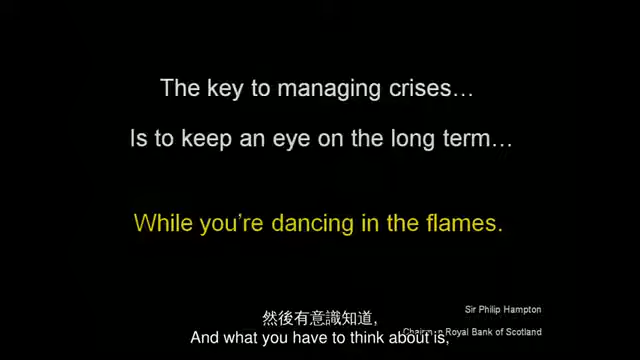 The key to managing crises…
Is to keep an eye on the long term…
While you're dancing in the flames.
Sir Philip Hampton
Royal Bank of Scotland
然後有意識知道,
And what you have to think about is,